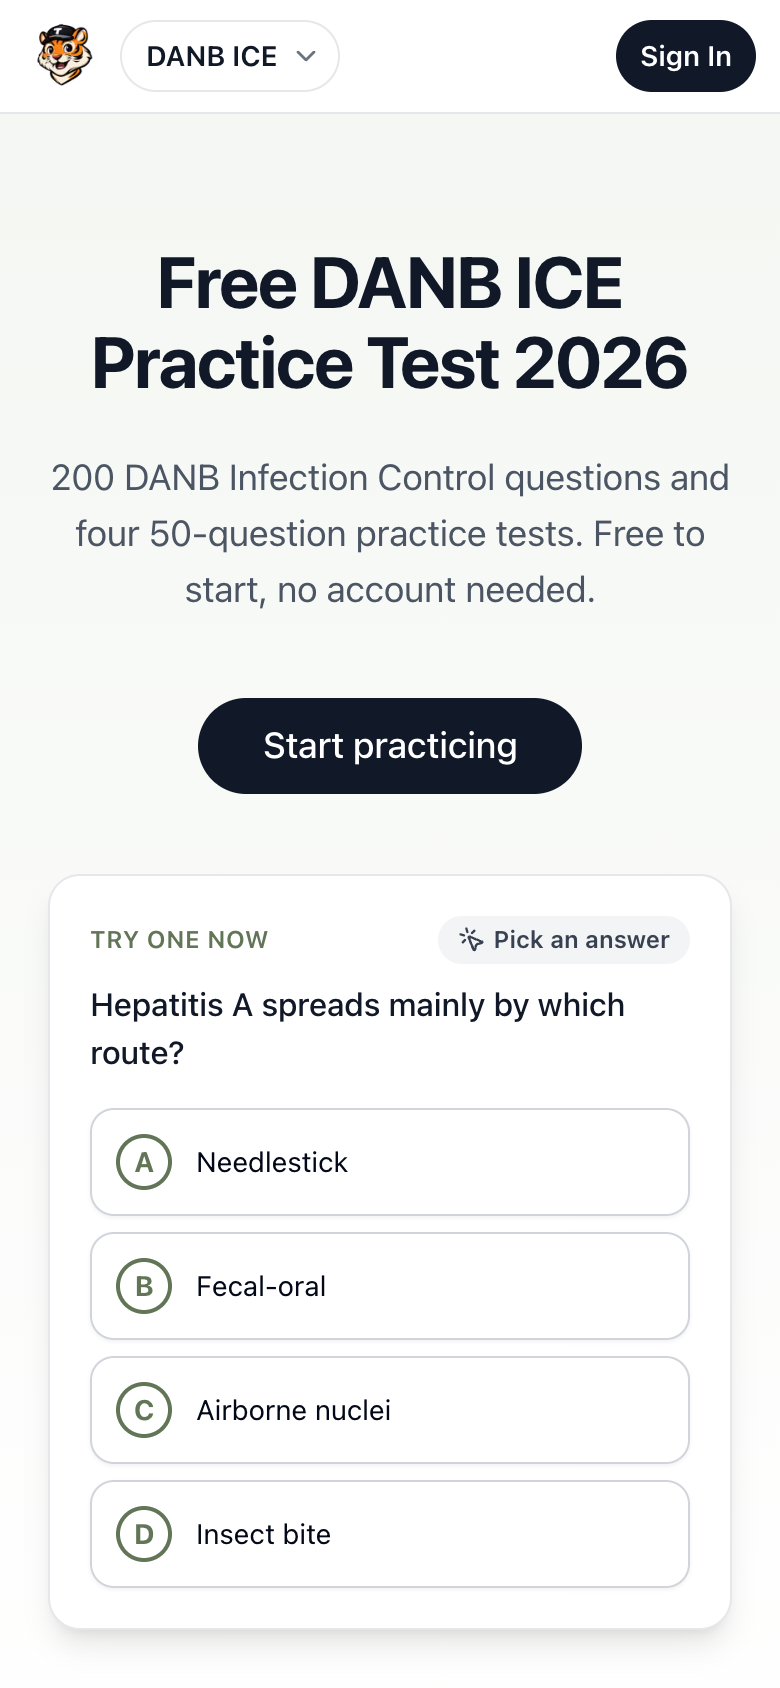 DANB ICE
Sign In
Free DANB ICE
Practice Test 2026
200 DANB Infection Control questions and
four 50-question practice tests. Free to
start, no account needed.
Start practicing
TRY ONE NOW
Pick an answer
Hepatitis A spreads mainly by which
route?
A Needlestick
B Fecal-oral
C Airborne nuclei
D Insect bite